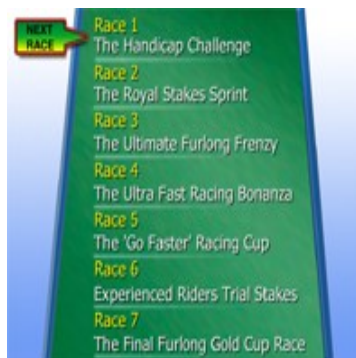 NEXT
RACE
Race 1
The Handicap Challenge
Race 2
The Royal Stakes Sprint
Race 3
The Ultimate Furlong Frenzy
Race 4
The Ultra Fast Racing Bonanza
Race 5
The 'Go Faster' Racing Cup
Race 6
Experienced Riders Trial Stakes
Race 7
The Final Furlong Gold Cup Race